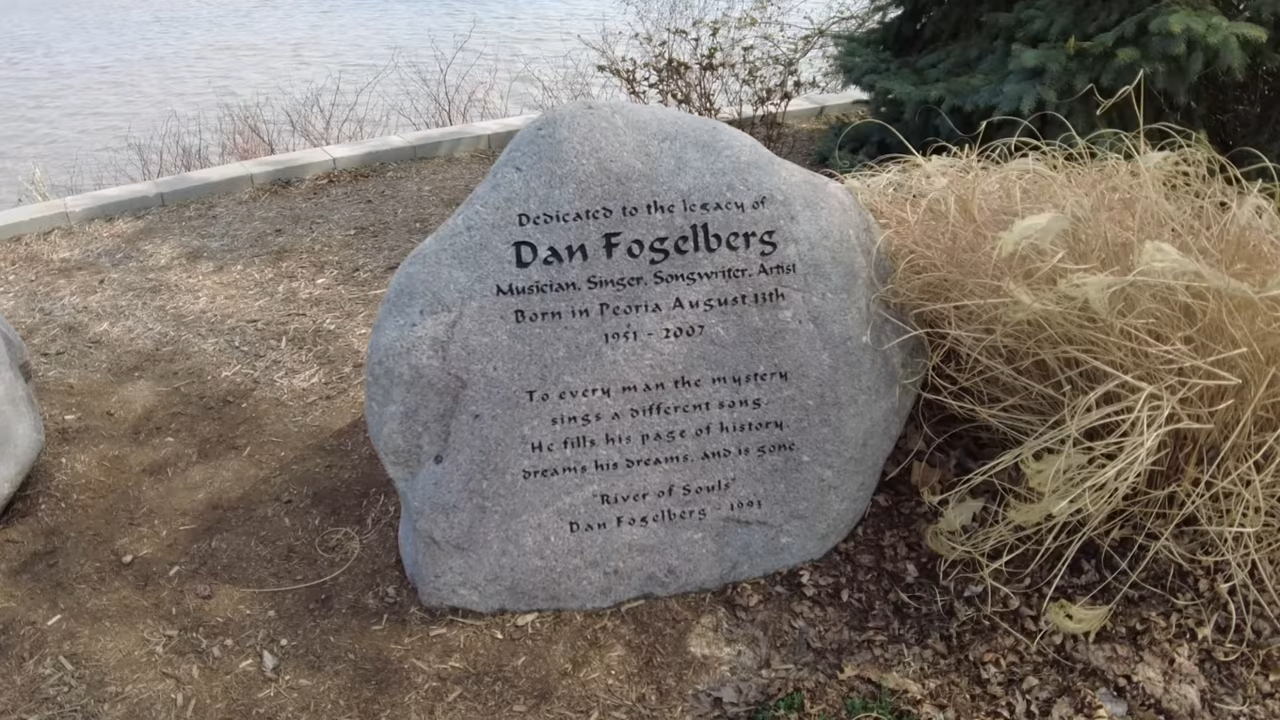 Dedicated to the legacy of
Dan Fogelberg
Musician, Singer, Songwriter, Artist
Born in Peoria August 13th
1951 - 2007
To every man the mystery
sings a different song.
He fills his page of history,
dreams his dreams, and is gone
"River of Souls"
Dan Fogelberg - 1993